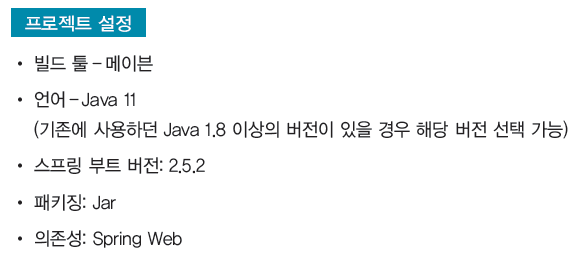 프로젝트 설정
• 빌드 툴 – 메이븐
• 언어 – Java 11
(기존에 사용하던 Java 1.8 이상의 버전이 있을 경우 해당 버전 선택 가능)
• 스프링 부트 버전: 2.5.2
• 패키징: Jar
• 의존성: Spring Web